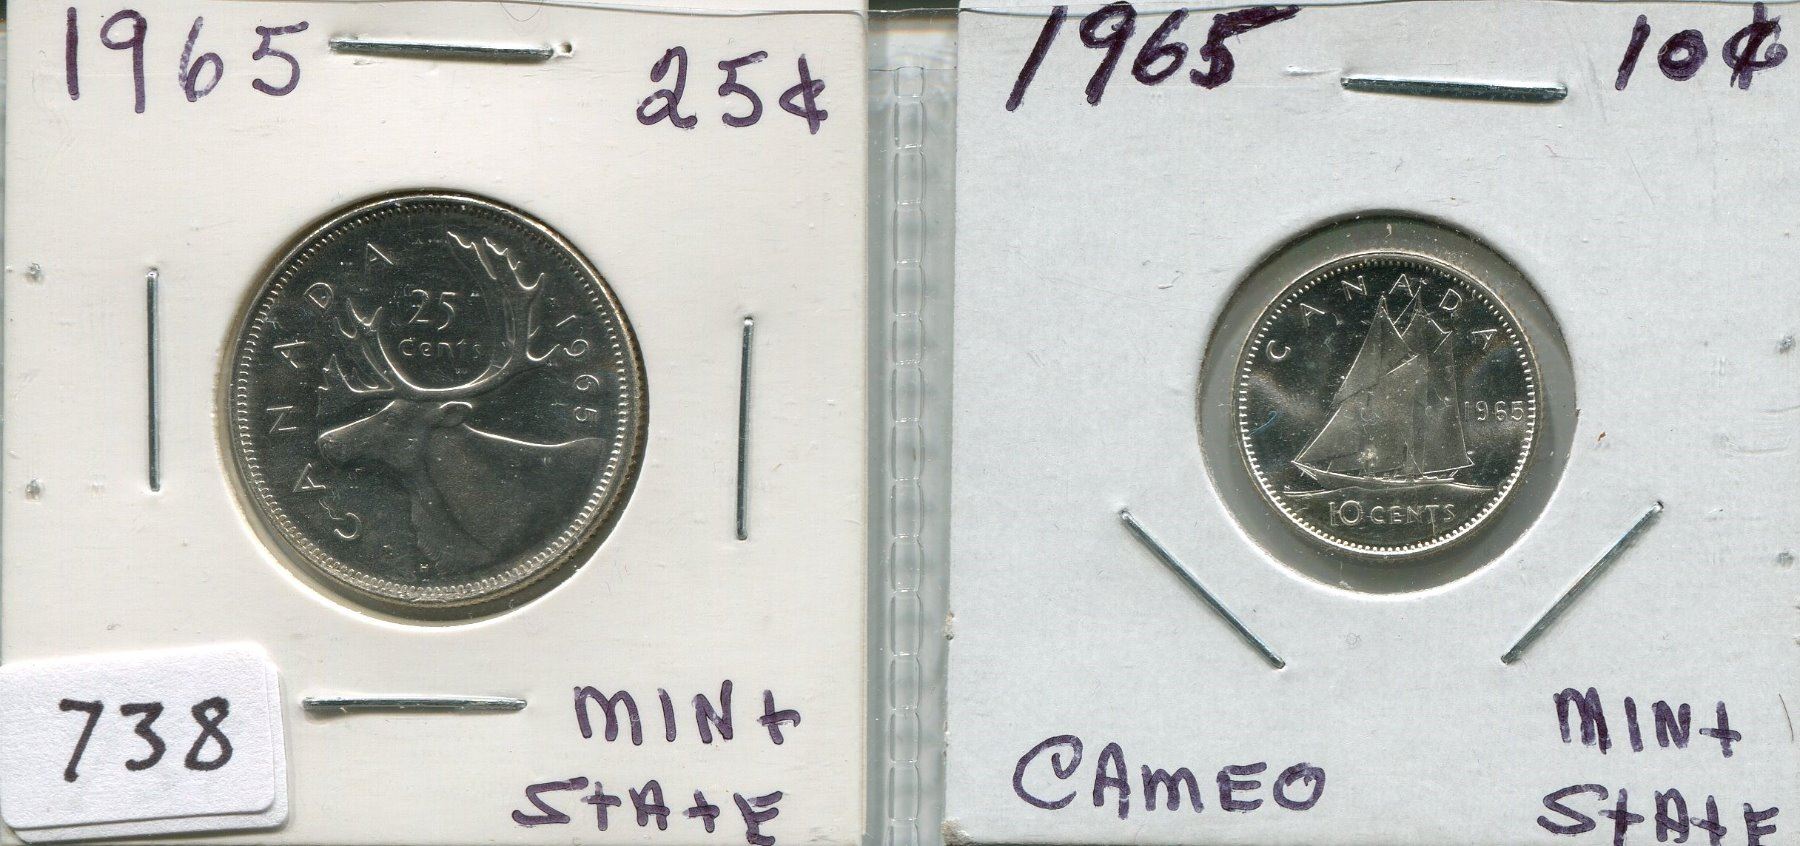 1965
25¢
CANADA
25
cents
1965
H
738
MINt
StAtE
1965
10¢
CANADA
1965
10 CENTS
CAMEO
MINt
StAtE